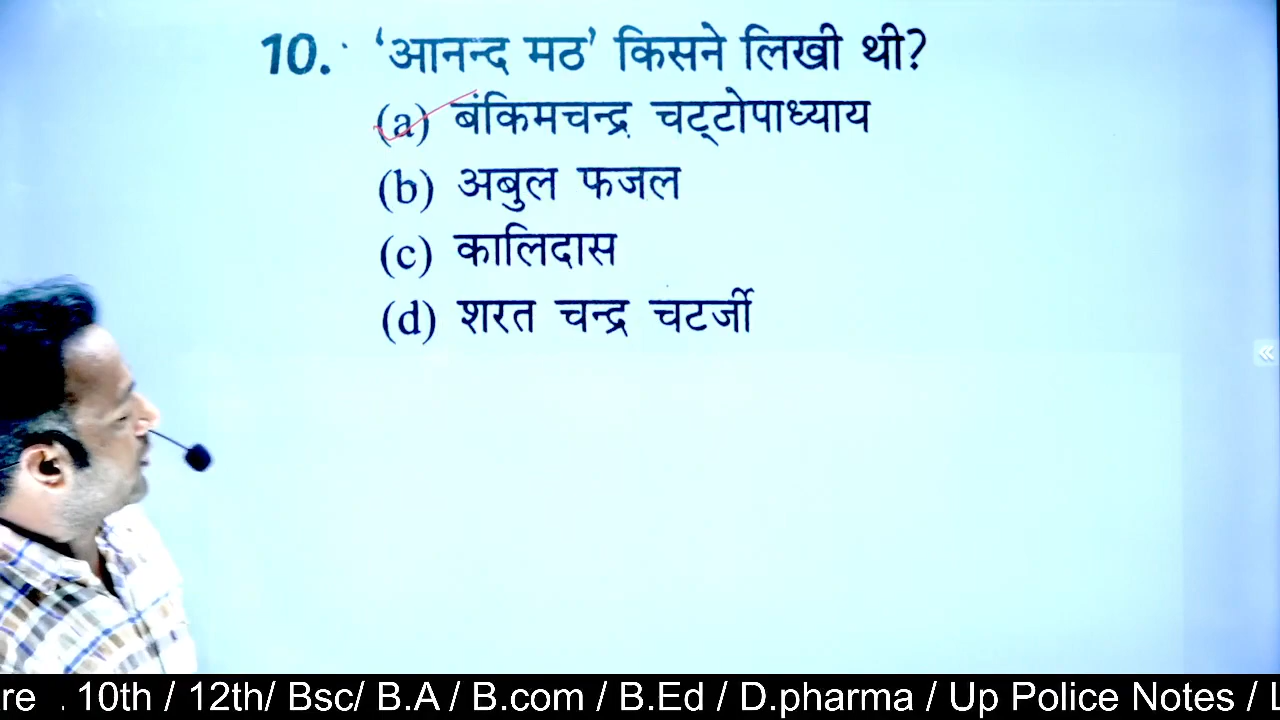 10. 'आनन्द मठ' किसने लिखी थी?
(a) बंकिमचन्द्र चट्टोपाध्याय
(b) अबुल फजल
(c) कालिदास
(d) शरत चन्द्र चटर्जी
re . 10th / 12th/ Bsc/ B.A / B.com / B.Ed / D.pharma / Up Police Notes / L